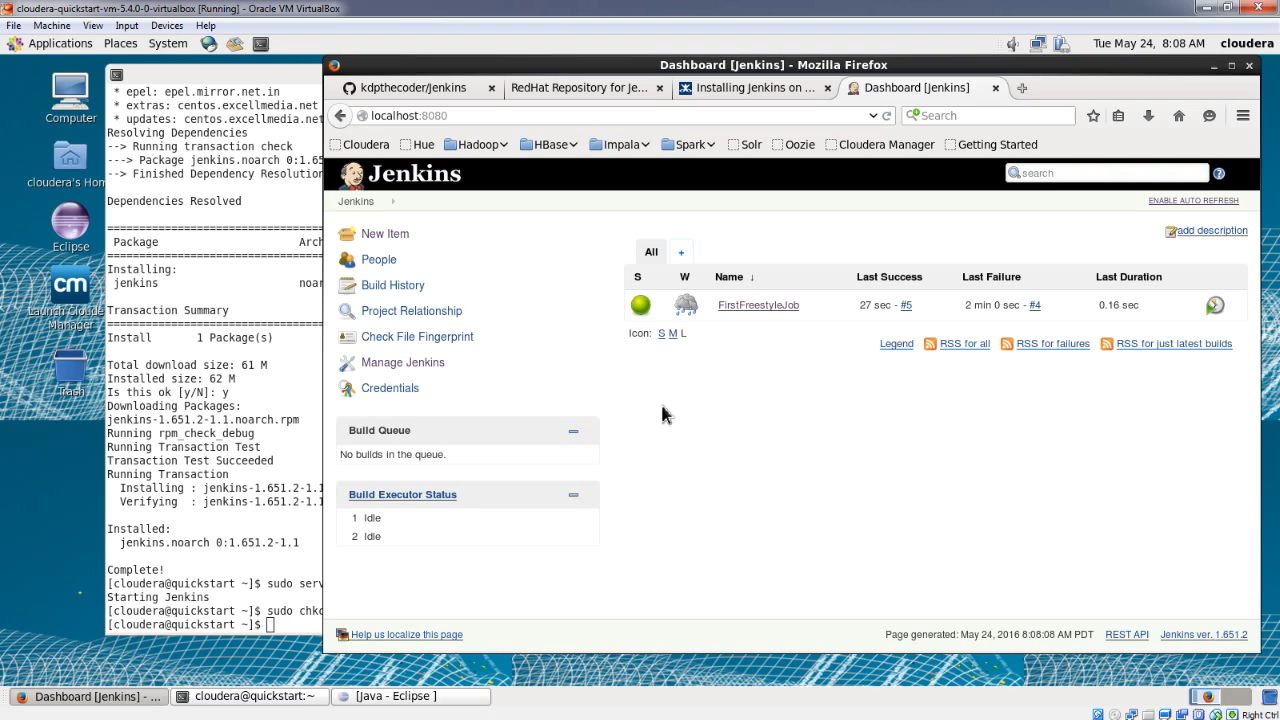 cloudera-quickstart-vm-5.4.0-0-virtualbox [Running] - Oracle VM VirtualBox
File Machine View Input Devices Help
Applications Places System
Tue May 24, 8:08 AM cloudera
Computer
cloudera's Hom
Eclipse
cm
Launch Cloude
Manager
Trash
* epel: epel.mirror.net.in
* extras: centos.excellmedia.net
* updates: centos.excellmedia.net
Resolving Dependencies
--> Running transaction check
---> Package jenkins.noarch 0:1.65
--> Finished Dependency Resolution
Dependencies Resolved
Package Arc
Installing:
jenkins noar
Transaction Summary
Install 1 Package(s)
Total download size: 61 M
Installed size: 62 M
Is this ok [y/N]: y
Downloading Packages:
jenkins-1.651.2-1.1.noarch.rpm
Running rpm_check_debug
Running Transaction Test
Transaction Test Succeeded
Running Transaction
Installing : jenkins-1.651.2-1.1
Verifying : jenkins-1.651.2-1.1
Installed:
jenkins.noarch 0:1.651.2-1.1
Complete!
[cloudera@quickstart ~]$ sudo serv
Starting Jenkins
[cloudera@quickstart ~]$ sudo chkc
[cloudera@quickstart ~]$
Dashboard [Jenkins] - Mozilla Firefox
kdpthecoder/Jenkins RedHat Repository for Je... Installing Jenkins on ... Dashboard [Jenkins]
localhost:8080 Search
Cloudera Hue Hadoop HBase Impala Spark Solr Oozie Cloudera Manager Getting Started
Jenkins search
Jenkins ENABLE AUTO REFRESH
New Item
People
Build History
Project Relationship
Check File Fingerprint
Manage Jenkins
Credentials
Build Queue
No builds in the queue.
Build Executor Status
1 Idle
2 Idle
add description
All +
S W Name ↓ Last Success Last Failure Last Duration
FirstFreestyleJob 27 sec - #5 2 min 0 sec - #4 0.16 sec
Icon: S M L
Legend RSS for all RSS for failures RSS for just latest builds
Help us localize this page Page generated: May 24, 2016 8:08:08 AM PDT REST API Jenkins ver. 1.651.2
Dashboard [Jenkins] - ... cloudera@quickstart:~ [Java - Eclipse ]
Right Ctrl